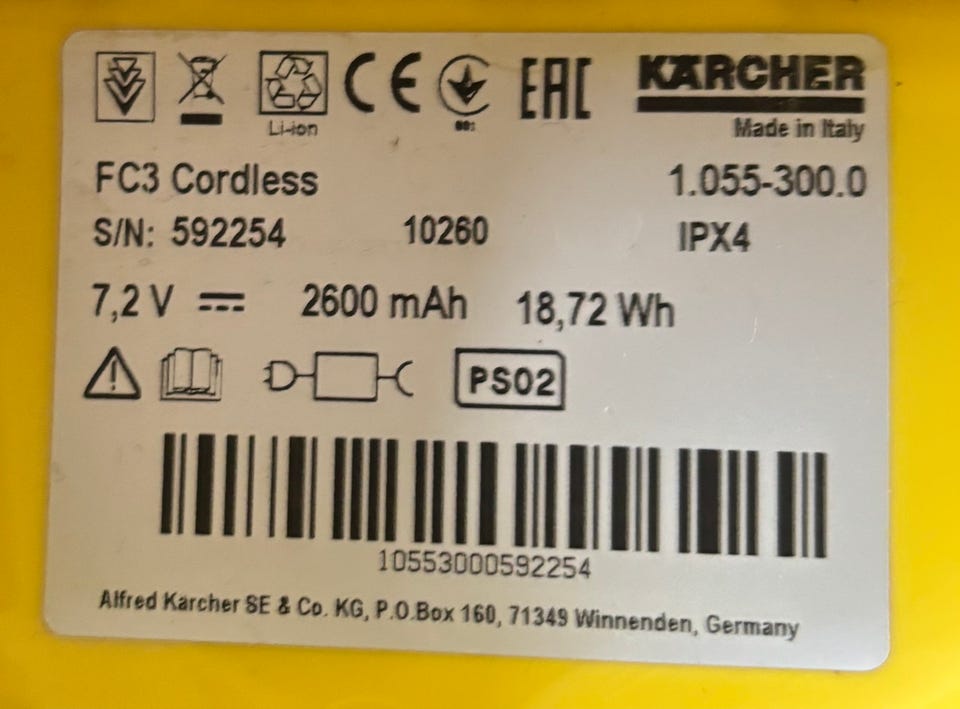 CE EAC KÄRCHER
Li-ion 001 Made in Italy
FC3 Cordless 1.055-300.0
S/N: 592254 10260 IPX4
7,2 V 2600 mAh 18,72 Wh
PS02
10553000592254
Alfred Kärcher SE & Co. KG, P.O.Box 160, 71349 Winnenden, Germany